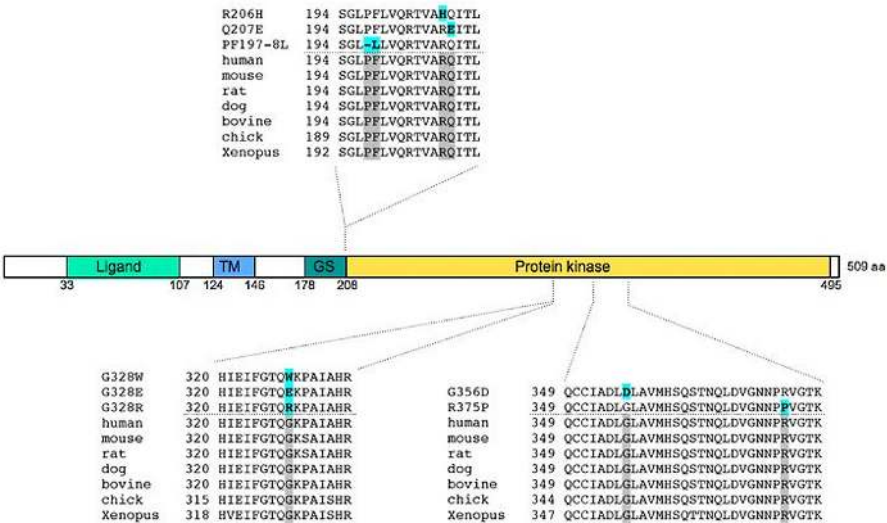 R206H 194 SGLPFLVQRTVAHQITL
Q207E 194 SGLPFLVQRTVAREITL
PF197-8L 194 SGL-LLVQRTVARQITL
human 194 SGLPFLVQRTVARQITL
mouse 194 SGLPFLVQRTVARQITL
rat 194 SGLPFLVQRTVARQITL
dog 194 SGLPFLVQRTVARQITL
bovine 194 SGLPFLVQRTVARQITL
chick 189 SGLPFLVQRTVARQITL
Xenopus 192 SGLPFLVQRTVARQITL
Ligand TM GS Protein kinase 509 aa
33 107 124 146 178 208 495
G328W 320 HIEIFGTQWKPAIAHR
G328E 320 HIEIFGTQEKPAIAHR
G328R 320 HIEIFGTQRKPAIAHR
human 320 HIEIFGTQGKPAIAHR
mouse 320 HIEIFGTQGKSAIAHR
rat 320 HIEIFGTQGKPAIAHR
dog 320 HIEIFGTQGKPAIAHR
bovine 320 HIEIFGTQGKPAIAHR
chick 315 HIEIFGTQGKPAISHR
Xenopus 318 HVEIFGTQGKPAIAHR
G356D 349 QCCIADLDLAVMHSQSTNQLDVGNNPRVGTK
R375P 349 QCCIADLGLAVMHSQSTNQLDVGNNPPVGTK
human 349 QCCIADLGLAVMHSQSTNQLDVGNNPRVGTK
mouse 349 QCCIADLGLAVMHSQSTNQLDVGNNPRVGTK
rat 349 QCCIADLGLAVMHSQSTNQLDVGNNPRVGTK
dog 349 QCCIADLGLAVMHSQSTNQLDVGNNPRVGTK
bovine 349 QCCIADLGLAVMHSQSTNQLDVGNNPRVGTK
chick 344 QCCIADLGLAVMHSQSTNQLDVGNNPRVGTK
Xenopus 347 QCCIADLGLAVMHSQTTNQLDVGNNPRVGTK